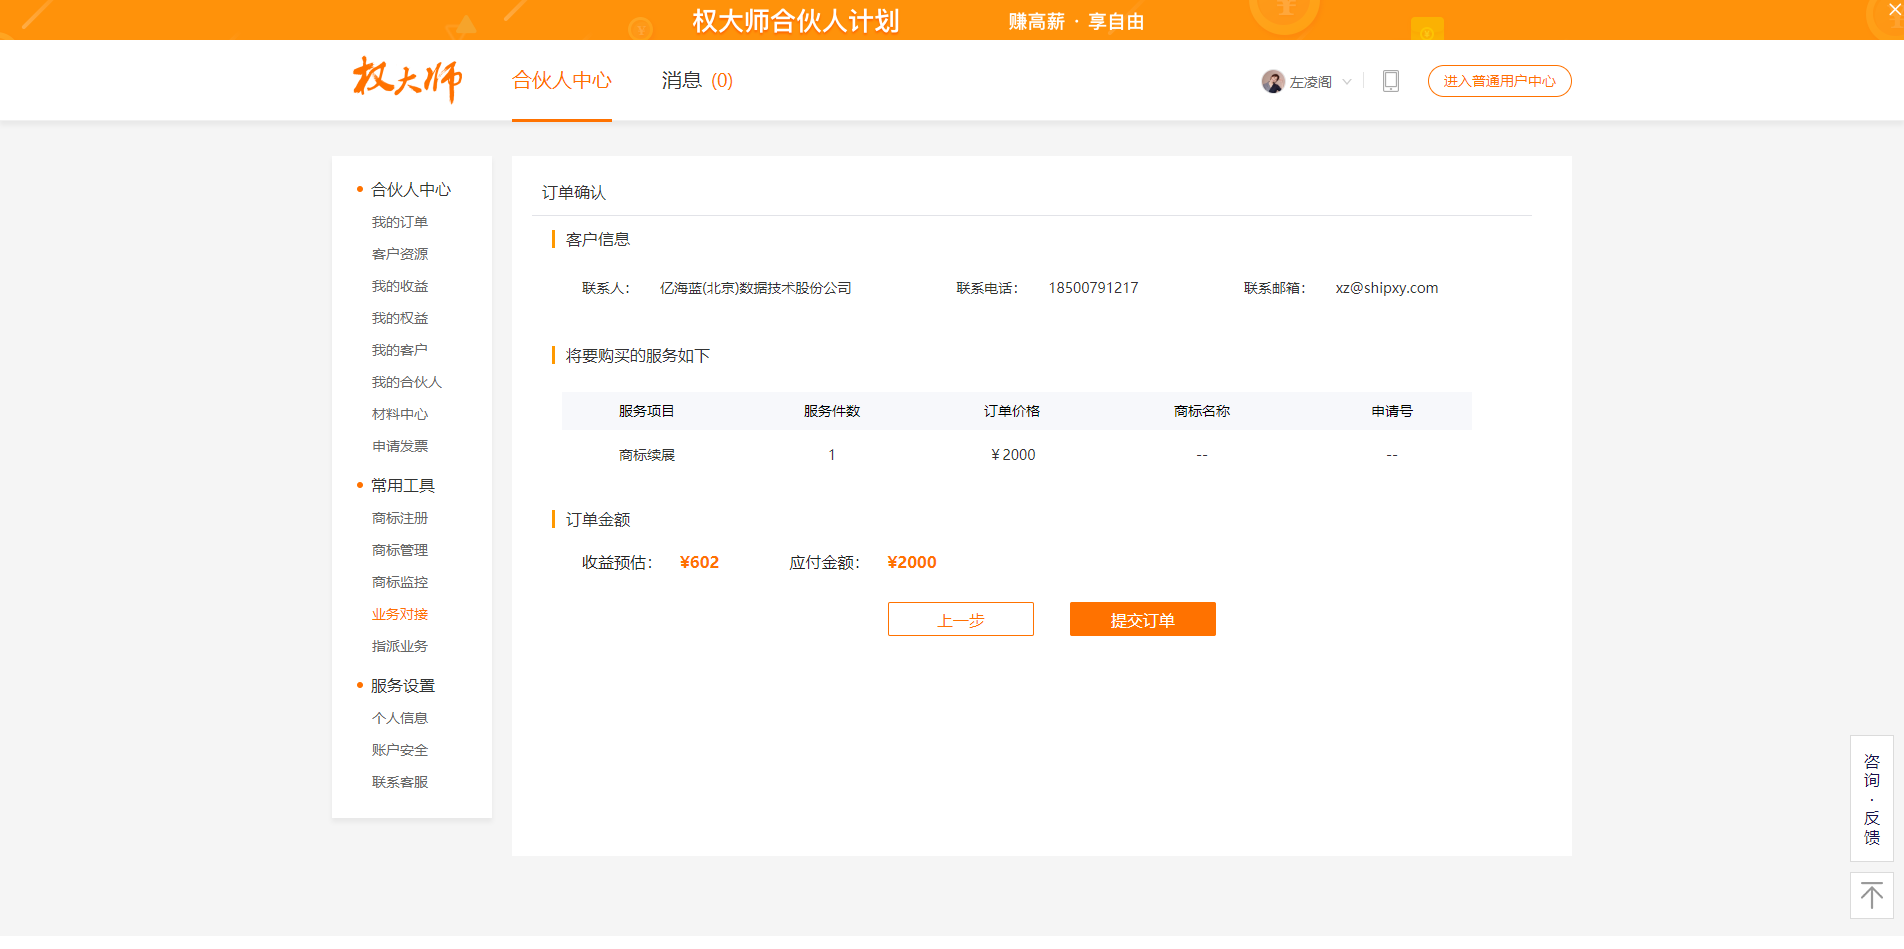 权大师合伙人计划 赚高薪 · 享自由
权大师 合伙人中心 消息 (0) 左凌阁 进入普通用户中心
合伙人中心
我的订单
客户资源
我的收益
我的权益
我的客户
我的合伙人
材料中心
申请发票
常用工具
商标注册
商标管理
商标监控
业务对接
指派业务
服务设置
个人信息
账户安全
联系客服
订单确认
客户信息
联系人： 亿海蓝(北京)数据技术股份公司 联系电话： 18500791217 联系邮箱： xz@shipxy.com
将要购买的服务如下
服务项目 服务件数 订单价格 商标名称 申请号
商标续展 1 ￥2000 -- --
订单金额
收益预估： ¥602 应付金额： ¥2000
上一步 提交订单
咨询·反馈